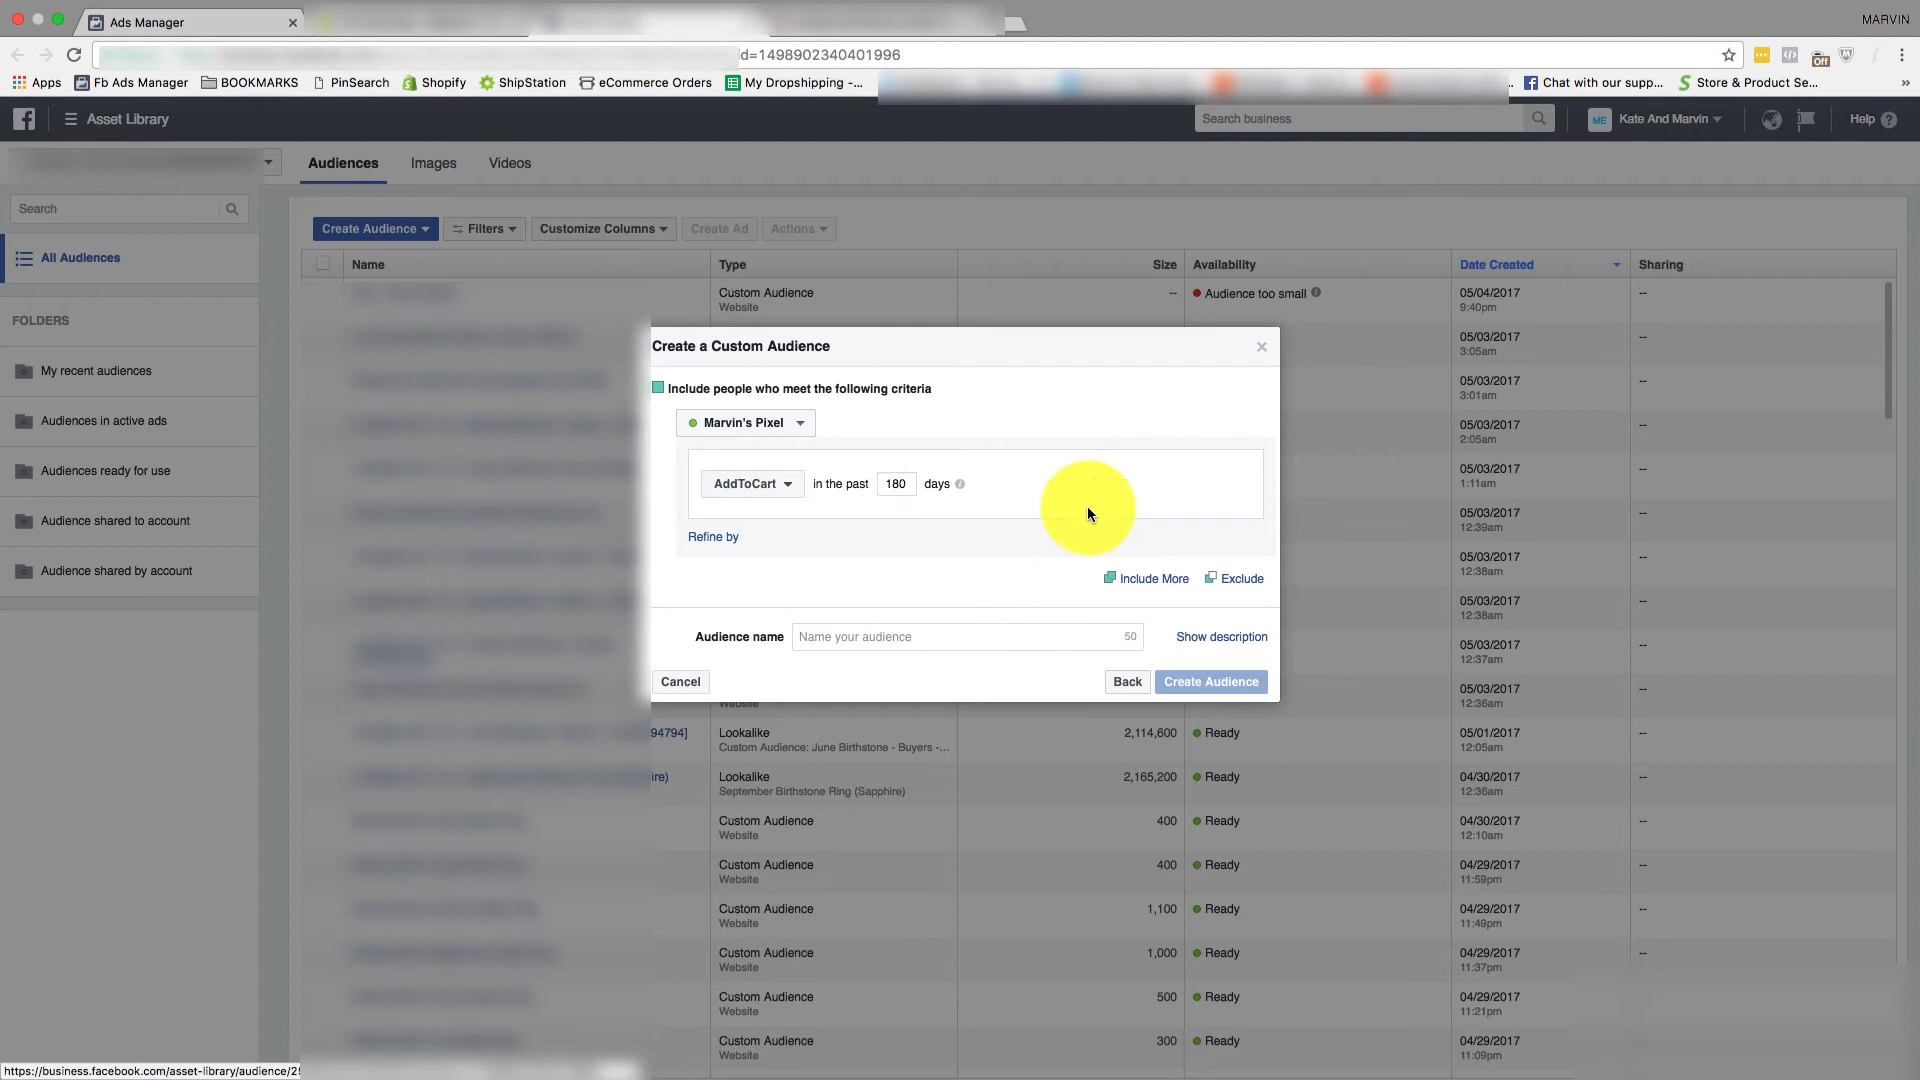 Ads Manager
MARVIN
id=1498902340401996
Apps
Fb Ads Manager
BOOKMARKS
PinSearch
Shopify
ShipStation
eCommerce Orders
My Dropshipping -...
Chat with our supp...
Store & Product Se...
»
Asset Library
Search business
ME
Kate And Marvin
Help
Audiences
Images
Videos
Search
All Audiences
FOLDERS
My recent audiences
Audiences in active ads
Audiences ready for use
Audience shared to account
Audience shared by account
Create Audience
Filters
Customize Columns
Create Ad
Actions
Name
Type
Size
Availability
Date Created
Sharing
Custom Audience
Website
--
Audience too small
05/04/2017
9:40pm
--
05/03/2017
3:05am
--
05/03/2017
3:01am
--
05/03/2017
2:05am
--
05/03/2017
1:11am
--
05/03/2017
12:39am
--
05/03/2017
12:38am
--
05/03/2017
12:38am
--
05/03/2017
12:37am
--
05/03/2017
12:36am
--
Create a Custom Audience
Include people who meet the following criteria
Marvin's Pixel
AddToCart in the past 180 days
Refine by
Include More
Exclude
Audience name
Name your audience
50
Show description
Cancel
Back
Create Audience
Website
94794]
Lookalike
Custom Audience: June Birthstone - Buyers -...
2,114,600
Ready
05/01/2017
12:05am
--
ire)
Lookalike
September Birthstone Ring (Sapphire)
2,165,200
Ready
04/30/2017
12:36am
--
Custom Audience
Website
400
Ready
04/30/2017
12:10am
--
Custom Audience
Website
400
Ready
04/29/2017
11:59pm
--
Custom Audience
Website
1,100
Ready
04/29/2017
11:49pm
--
Custom Audience
Website
1,000
Ready
04/29/2017
11:37pm
--
Custom Audience
Website
500
Ready
04/29/2017
11:21pm
Custom Audience
Website
300
Ready
04/29/2017
11:09pm
https://business.facebook.com/asset-library/audience/25